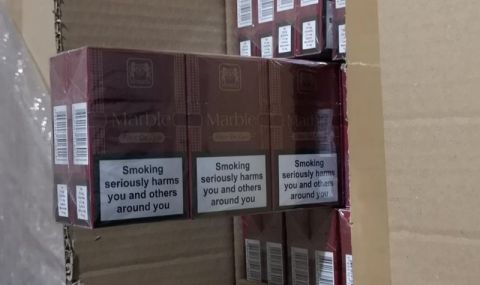 Marble
Marble
Marble
Smoking
seriously harms
you and others
around you
Smoking
seriously harms
you and others
around you
Smoking
seriously harms
you and others
around you